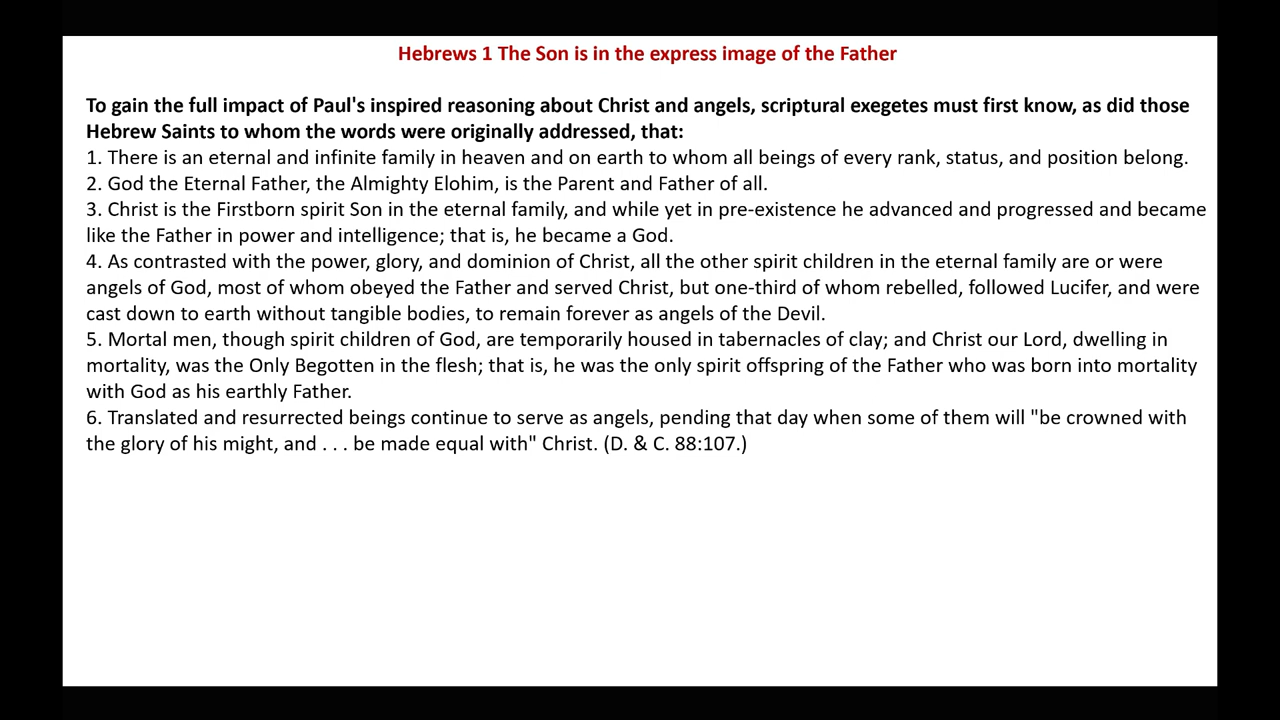 Hebrews 1 The Son is in the express image of the Father
To gain the full impact of Paul's inspired reasoning about Christ and angels, scriptural exegetes must first know, as did those
Hebrew Saints to whom the words were originally addressed, that:
1. There is an eternal and infinite family in heaven and on earth to whom all beings of every rank, status, and position belong.
2. God the Eternal Father, the Almighty Elohim, is the Parent and Father of all.
3. Christ is the Firstborn spirit Son in the eternal family, and while yet in pre-existence he advanced and progressed and became
like the Father in power and intelligence; that is, he became a God.
4. As contrasted with the power, glory, and dominion of Christ, all the other spirit children in the eternal family are or were
angels of God, most of whom obeyed the Father and served Christ, but one-third of whom rebelled, followed Lucifer, and were
cast down to earth without tangible bodies, to remain forever as angels of the Devil.
5. Mortal men, though spirit children of God, are temporarily housed in tabernacles of clay; and Christ our Lord, dwelling in
mortality, was the Only Begotten in the flesh; that is, he was the only spirit offspring of the Father who was born into mortality
with God as his earthly Father.
6. Translated and resurrected beings continue to serve as angels, pending that day when some of them will "be crowned with
the glory of his might, and . . . be made equal with" Christ. (D. & C. 88:107.)